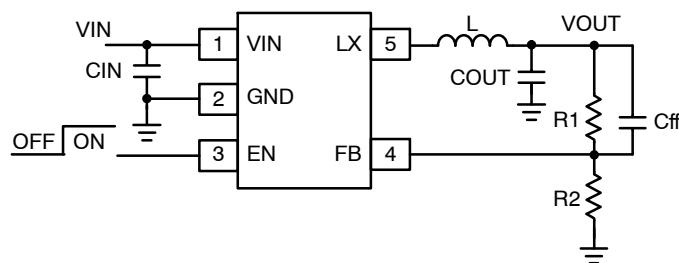 VIN
L
VOUT
1
VIN
LX
5
CIN
COUT
2
GND
R1
Cff
OFF
ON
3
EN
FB
4
R2